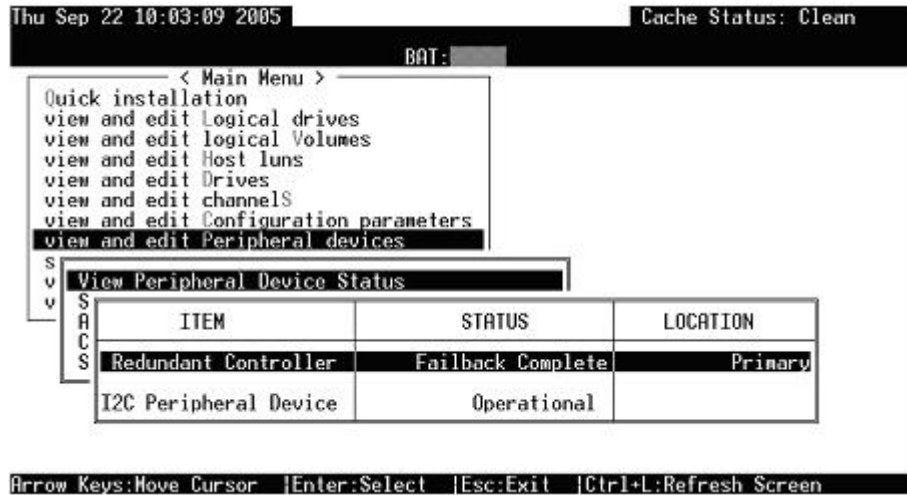 Thu Sep 22 10:03:09 2005 Cache Status: Clean
BAT:
< Main Menu >
Quick installation
view and edit Logical drives
view and edit logical Volumes
view and edit Host luns
view and edit Drives
view and edit channelS
view and edit Configuration parameters
view and edit Peripheral devices
s
v View Peripheral Device Status
v S
A ITEM STATUS LOCATION
C
S Redundant Controller Failback Complete Primary
I2C Peripheral Device Operational
Arrow Keys:Move Cursor |Enter:Select |Esc:Exit |Ctrl+L:Refresh Screen